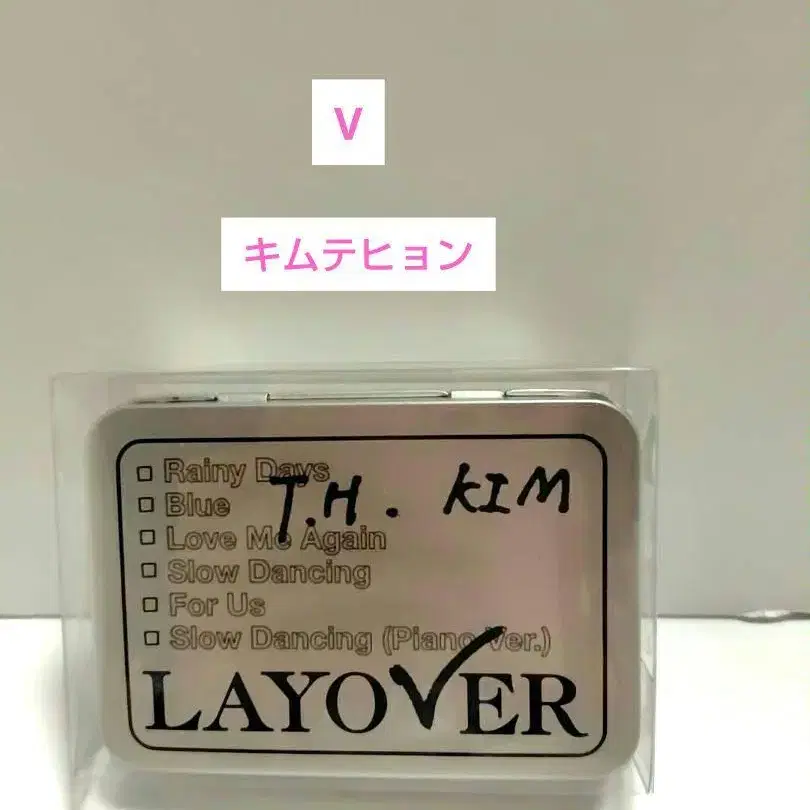 V
キムテヒョン
T.H. KIM
□ Rainy Days
□ Blue
□ Love Me Again
□ Slow Dancing
□ For Us
□ Slow Dancing (Piano Ver.)
LAYOVER